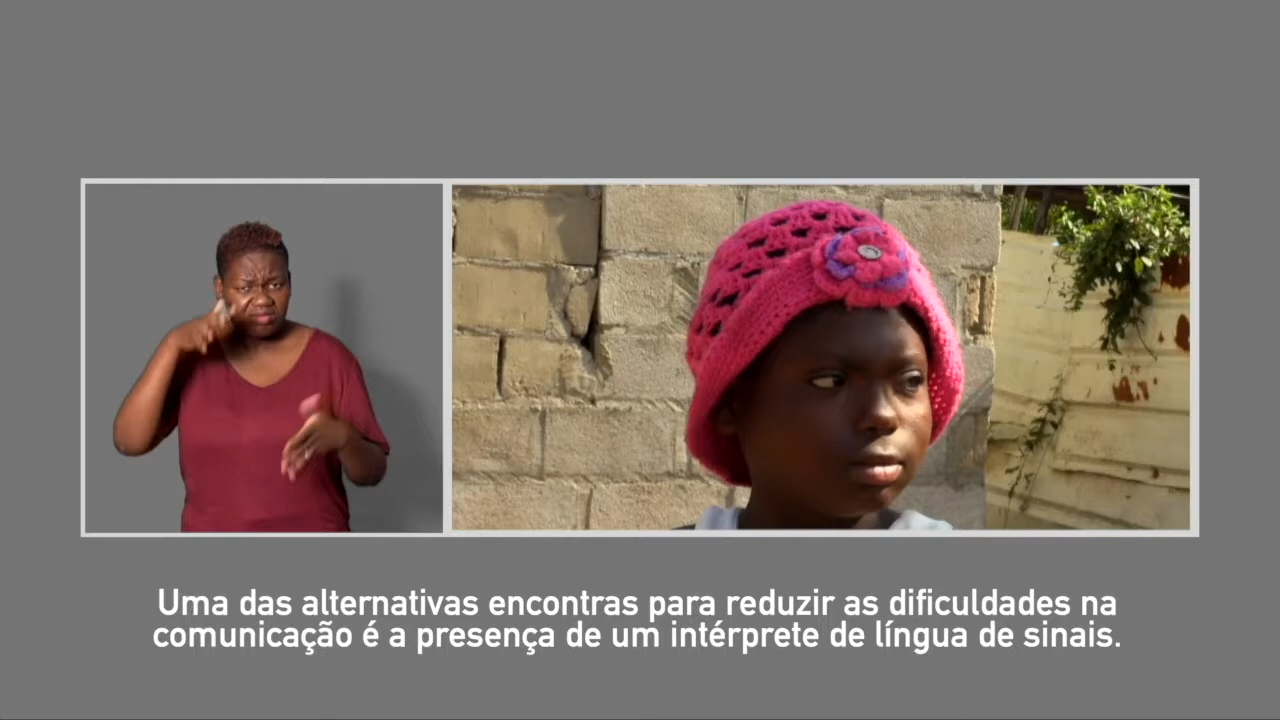 Uma das alternativas encontras para reduzir as dificuldades na
comunicação é a presença de um intérprete de língua de sinais.